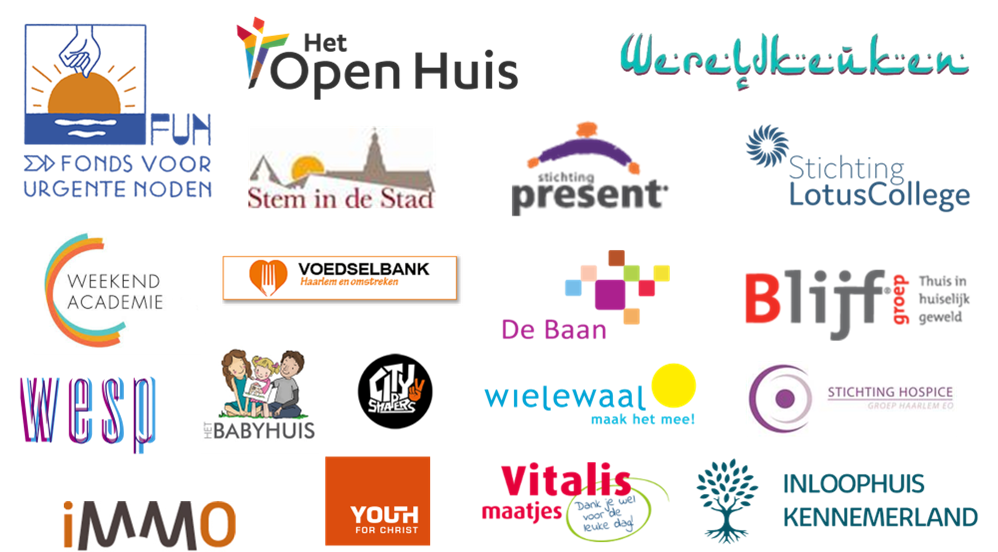 FUN
FONDS VOOR
URGENTE NODEN
Het
Open Huis
Wereldkeuken
Stem in de Stad
stichting
present
Stichting
LotusCollege
WEEKEND
ACADEMIE
VOEDSELBANK
Haarlem en omstreken
De Baan
Blijf groep
Thuis in
huiselijk
geweld
wesp
HET
BABYHUIS
CITY
SHAPERS
wielewaal
maak het mee!
STICHTING HOSPICE
GROEP HAARLEM EO
iMMO
YOUTH
FOR CHRIST
Vitalis
maatjes
Dank je wel
voor de
leuke dag!
INLOOPHUIS
KENNEMERLAND